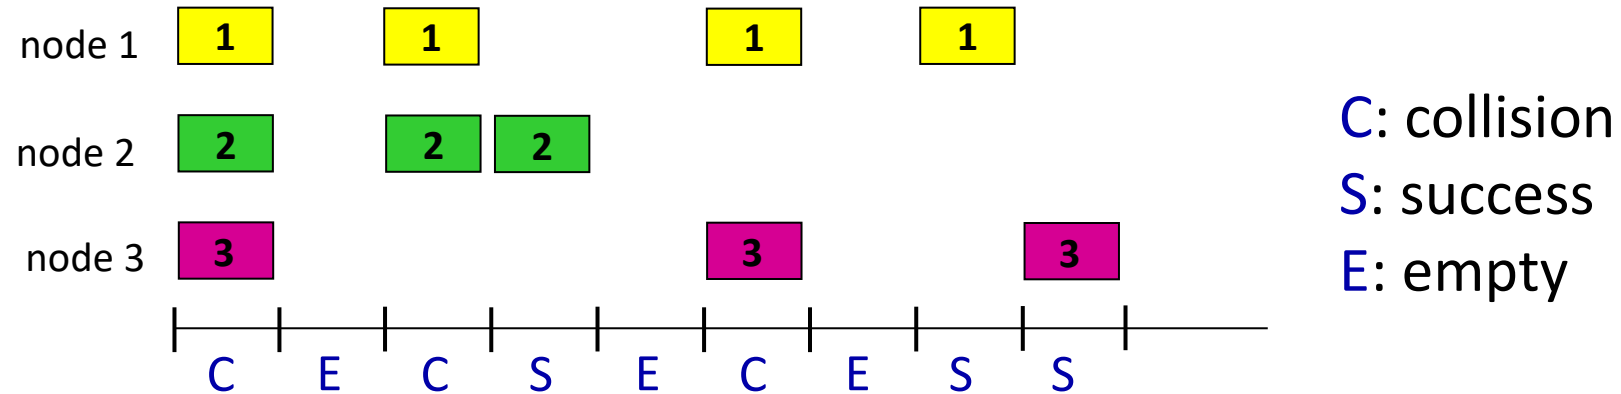 node 1 1 1 1 1
node 2 2 2 2
node 3 3 3 3
C E C S E C E S S
C: collision
S: success
E: empty